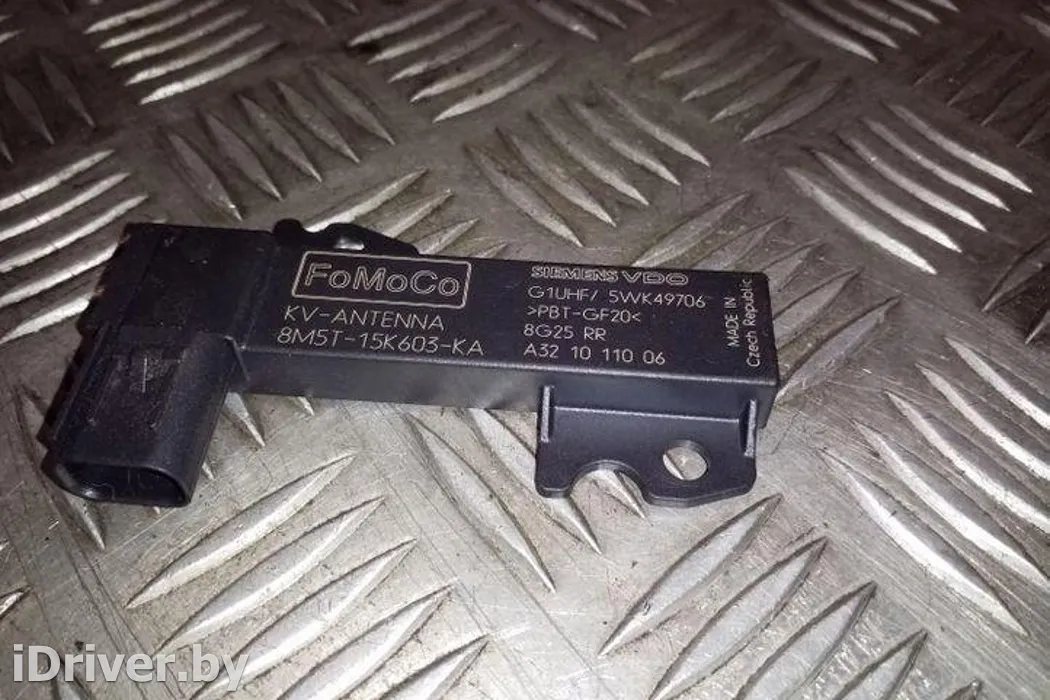 FoMoCo
KV-ANTENNA
8M5T-15K603-KA
SIEMENS VDO
G1UHF/ 5WK49706
>PBT-GF20<
8G25 RR
A32 10 110 06
MADE IN
Czech Republic
iDriver.by